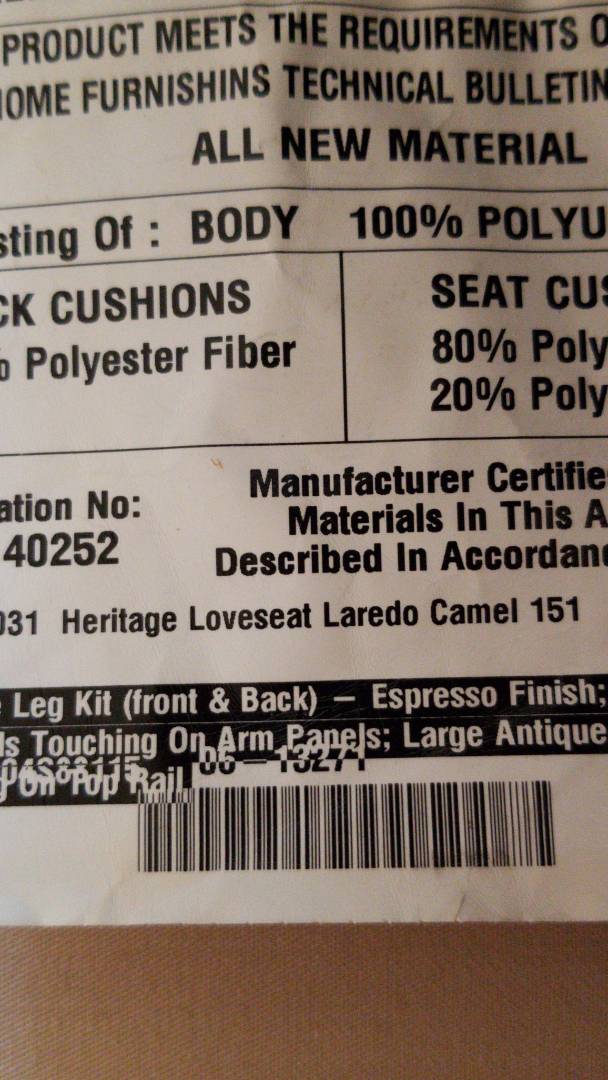 PRODUCT MEETS THE REQUIREMENTS O
OME FURNISHINS TECHNICAL BULLETIN
ALL NEW MATERIAL
sting Of : BODY 100% POLYU
CK CUSHIONS
% Polyester Fiber
SEAT CUS
80% Poly
20% Poly
ation No:
40252
Manufacturer Certifie
Materials In This A
Described In Accordanc
031 Heritage Loveseat Laredo Camel 151
Leg Kit (front & Back) — Espresso Finish;
ls Touching On Arm Panels; Large Antique
06 — 13271
g On Top Rail